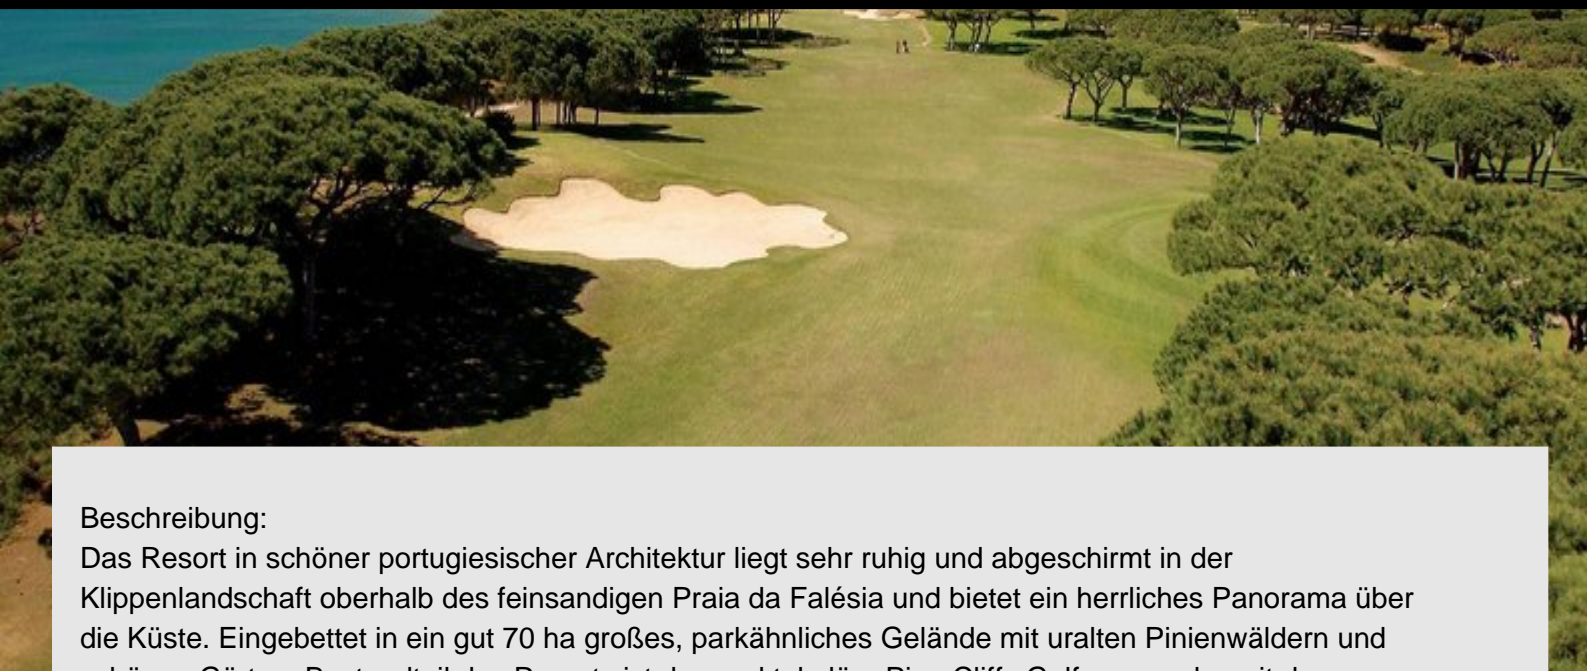 Beschreibung:
Das Resort in schöner portugiesischer Architektur liegt sehr ruhig und abgeschirmt in der
Klippenlandschaft oberhalb des feinsandigen Praia da Falésia und bietet ein herrliches Panorama über
die Küste. Eingebettet in ein gut 70 ha großes, parkähnliches Gelände mit uralten Pinienwäldern und